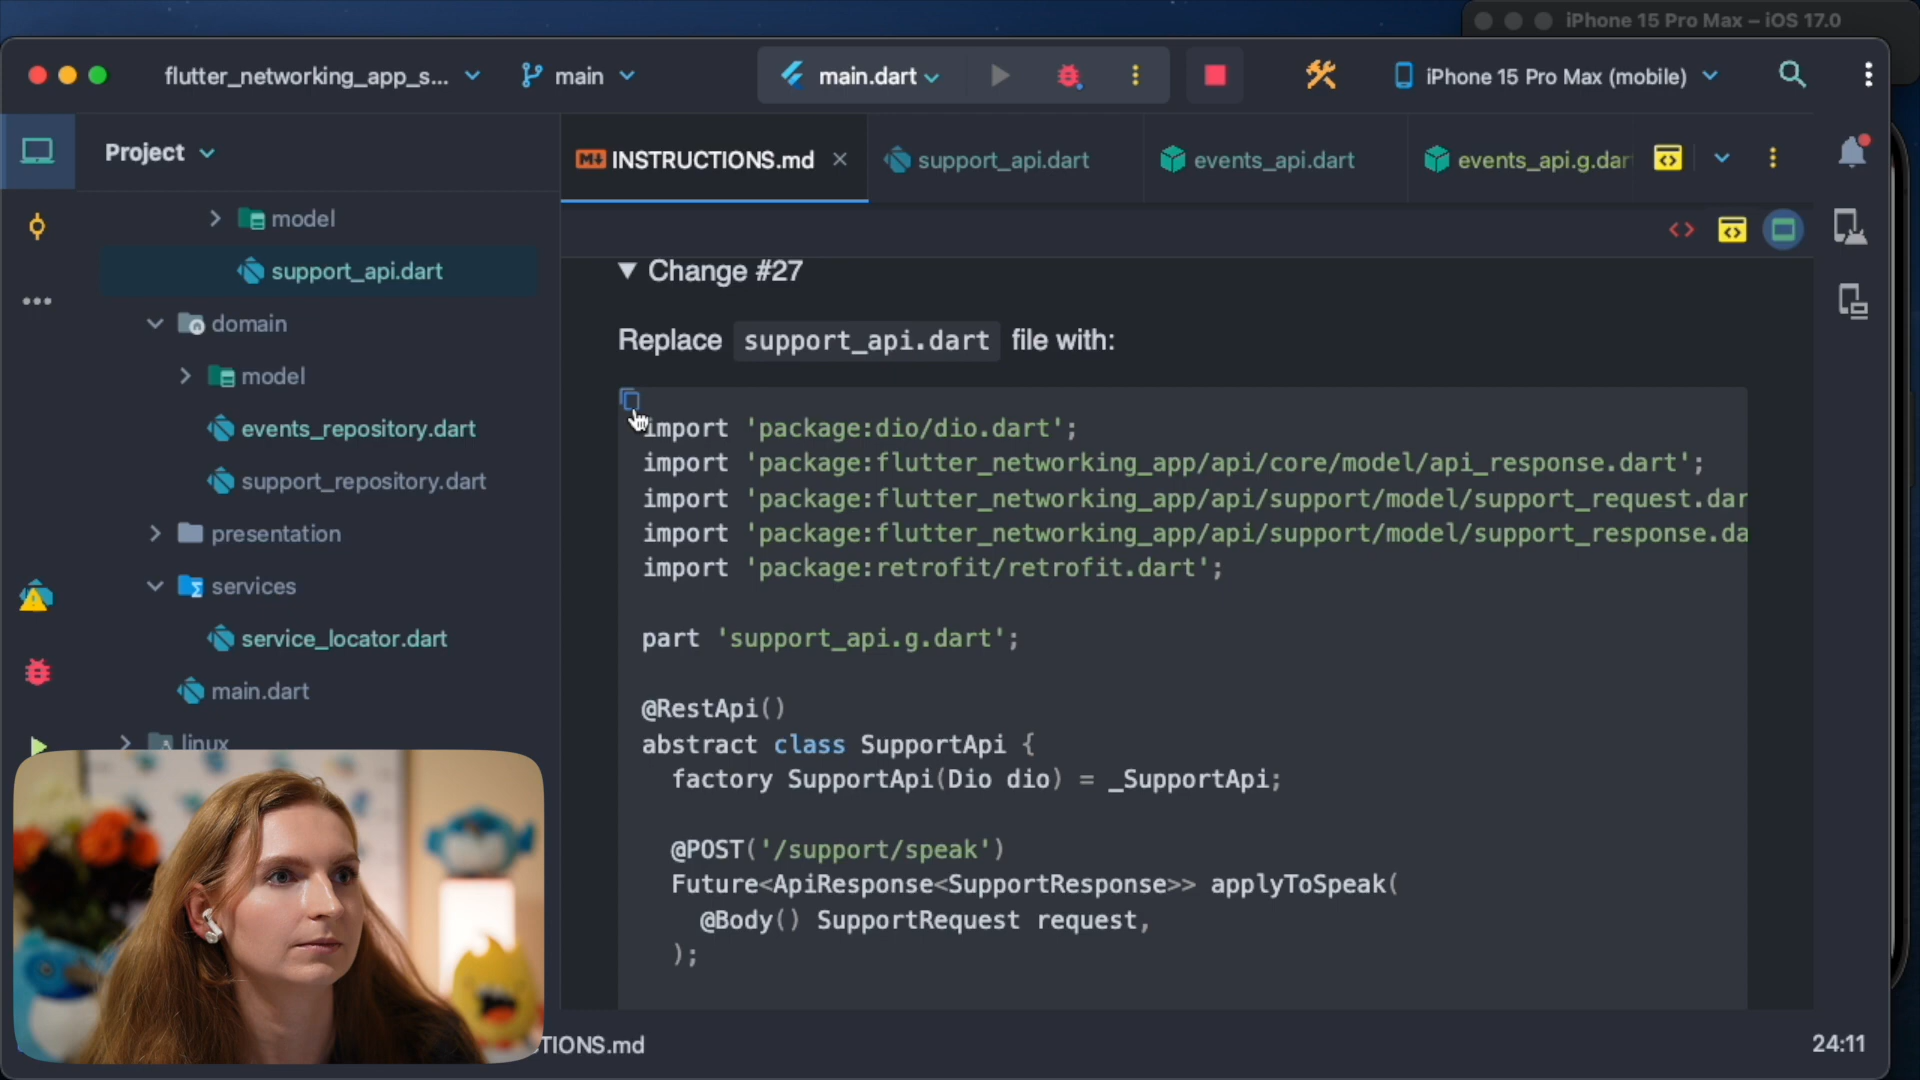 iPhone 15 Pro Max – iOS 17.0
flutter_networking_app_s... main main.dart iPhone 15 Pro Max (mobile)
Project
INSTRUCTIONS.md support_api.dart events_api.dart events_api.g.dar
model
support_api.dart
domain
model
events_repository.dart
support_repository.dart
presentation
services
service_locator.dart
main.dart
linux
Change #27
Replace support_api.dart file with:
import 'package:dio/dio.dart';
import 'package:flutter_networking_app/api/core/model/api_response.dart';
import 'package:flutter_networking_app/api/support/model/support_request.dar
import 'package:flutter_networking_app/api/support/model/support_response.da
import 'package:retrofit/retrofit.dart';
part 'support_api.g.dart';
@RestApi()
abstract class SupportApi {
factory SupportApi(Dio dio) = _SupportApi;
@POST('/support/speak')
Future<ApiResponse<SupportResponse>> applyToSpeak(
@Body() SupportRequest request,
);
TIONS.md
24:11